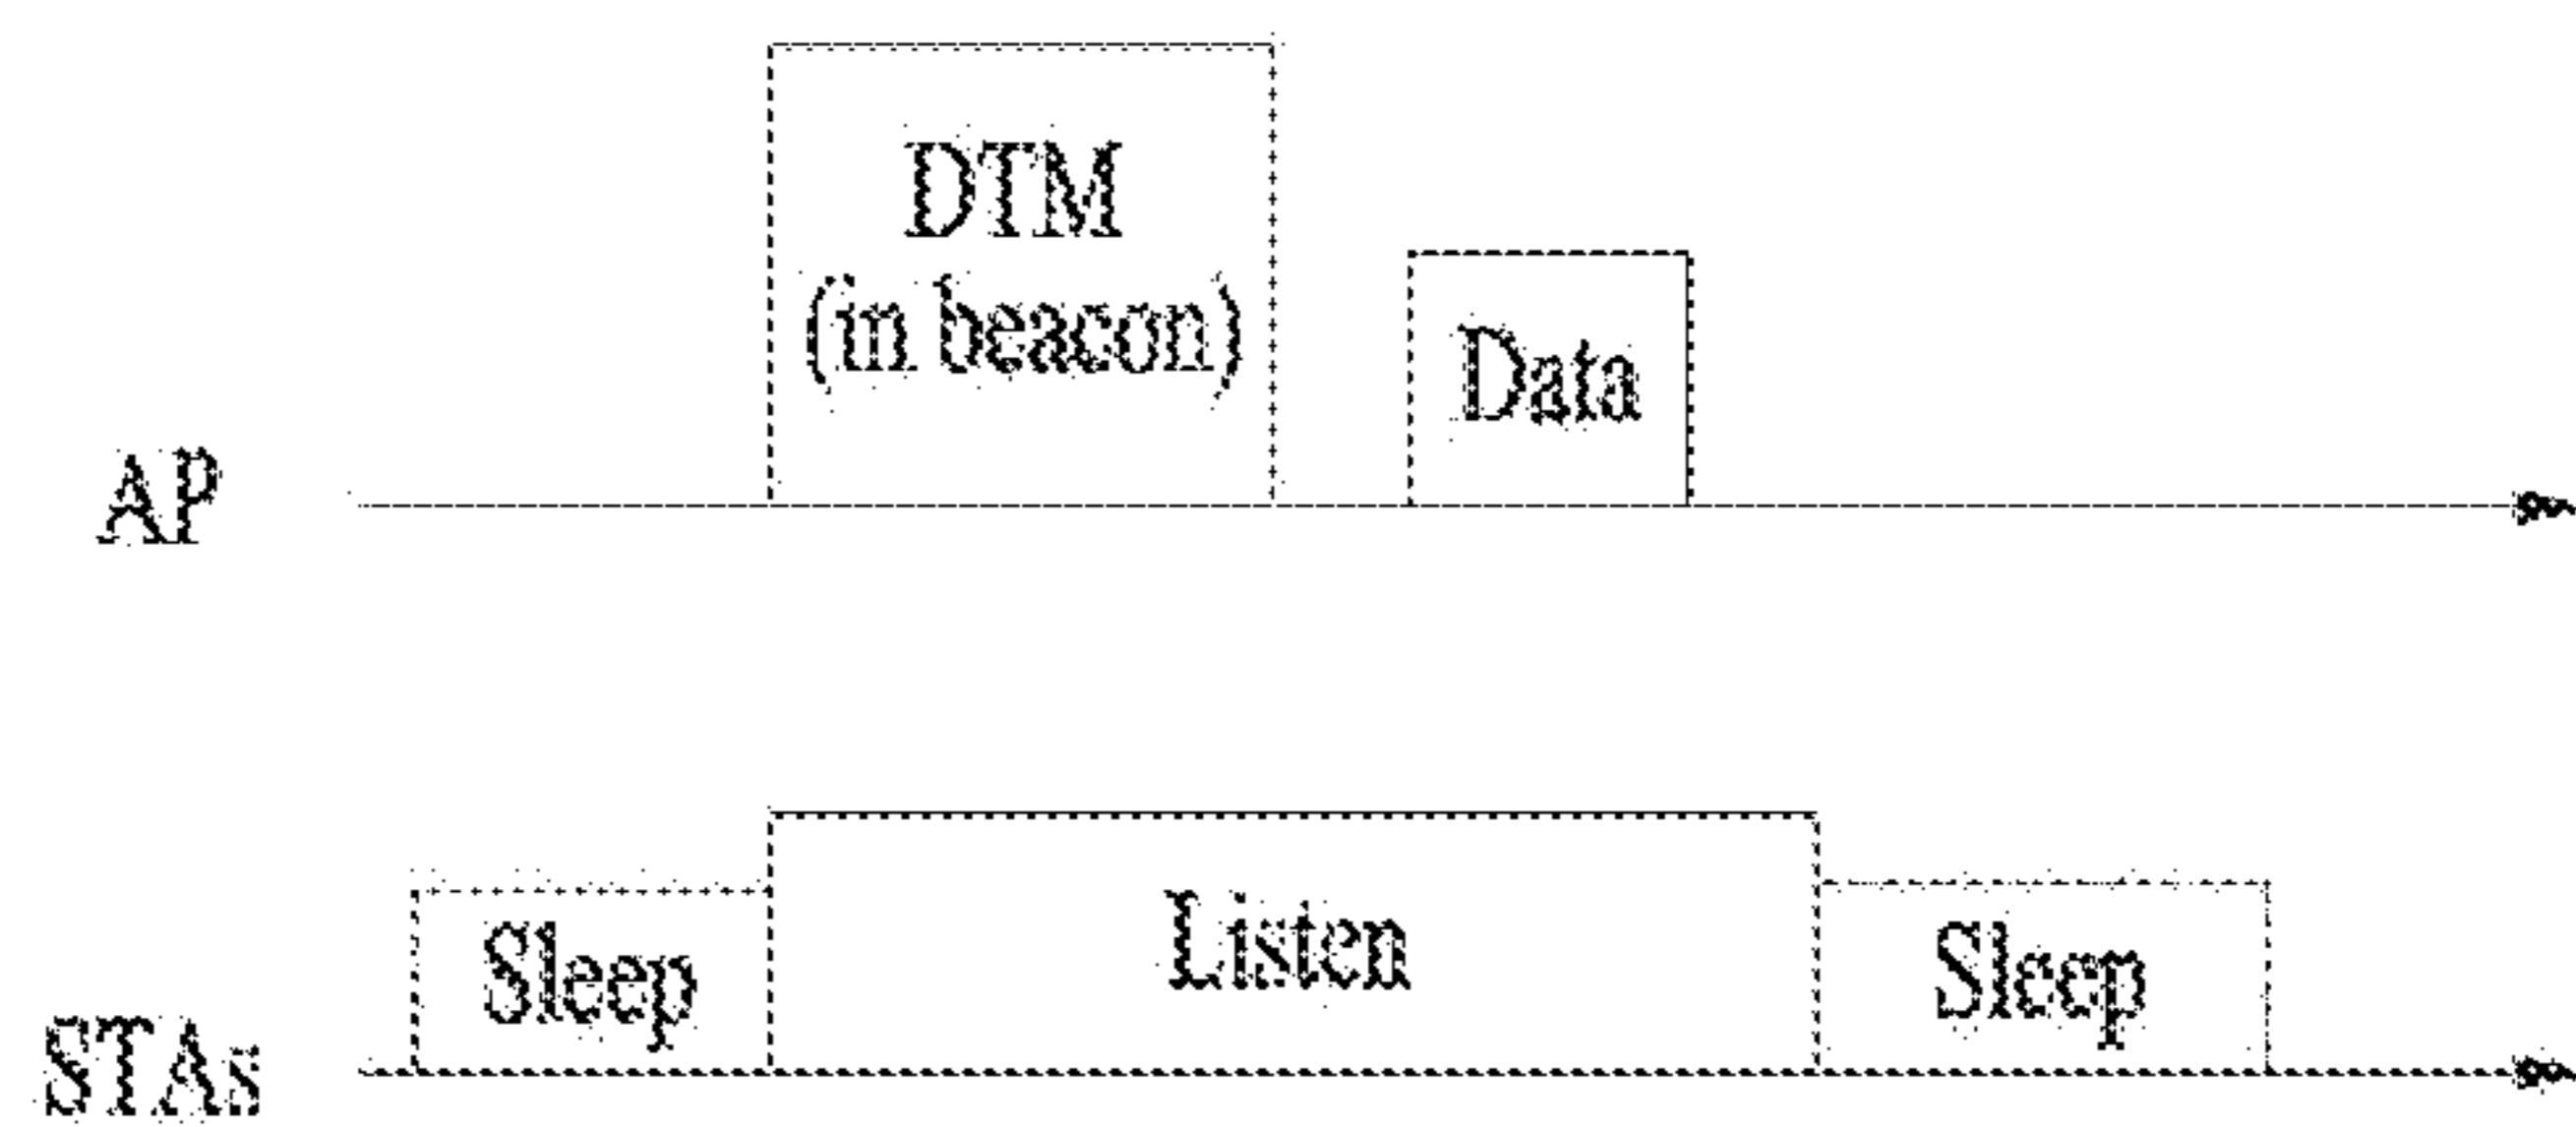 DTM
(in beacon)
Data
AP
Sleep
Listen
Sleep
STAs